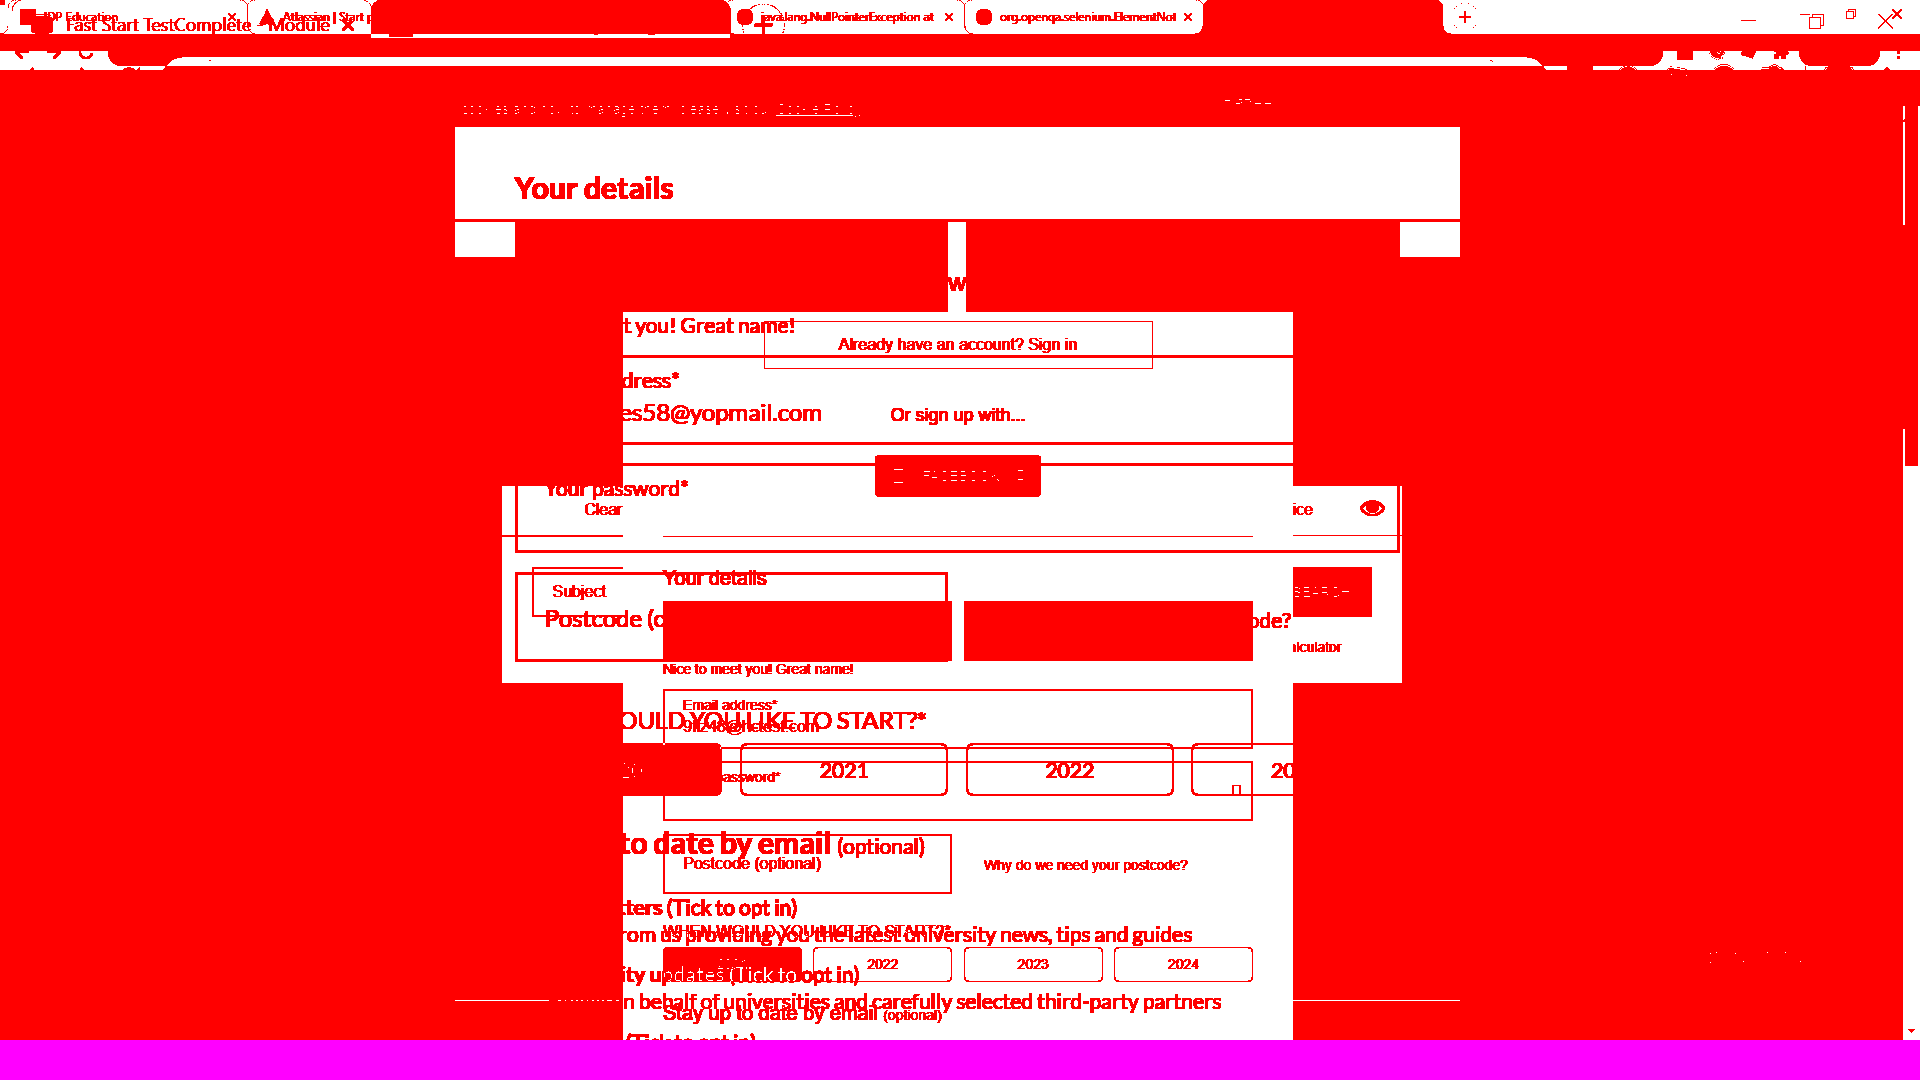 IDP Education
Atlassian | Start p
java.lang.NullPointerException at
org.openqa.selenium.ElementNot
Fast Start TestComplete - Module
Cookie Policy
Your details
w
t you! Great name!
Already have an account? Sign in
dress*
es58@yopmail.com
Or sign up with...
FACEBOOK
Your password*
Clear
ice
Your details
Subject
SEARCH
Postcode (o
ode?
lculator
Nice to meet you! Great name!
Email address*
OULD YOU LIKE TO START?*
2021
2022
20
assword*
to date by email (optional)
Postcode (optional)
Why do we need your postcode?
tters (Tick to opt in)
WHEN WOULD YOU LIKE TO START?*
rom us providing you the latest university news, tips and guides
2022
2023
2024
ity updates (Tick to opt in)
n behalf of universities and carefully selected third-party partners
Stay up to date by email (optional)
(Tick to opt in)